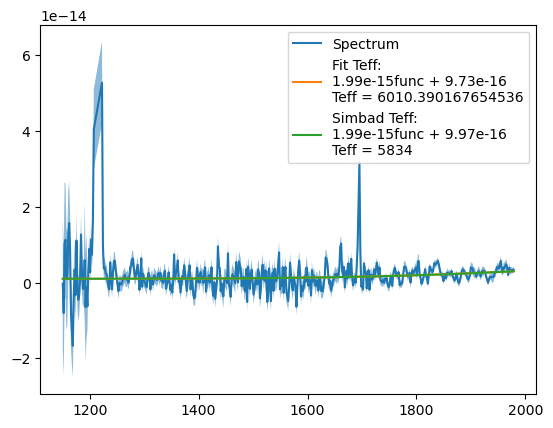 1e−14
6
4
2
0
−2
1200
1400
1600
1800
2000
Spectrum
Fit Teff:
1.99e-15func + 9.73e-16
Teff = 6010.390167654536
Simbad Teff:
1.99e-15func + 9.97e-16
Teff = 5834